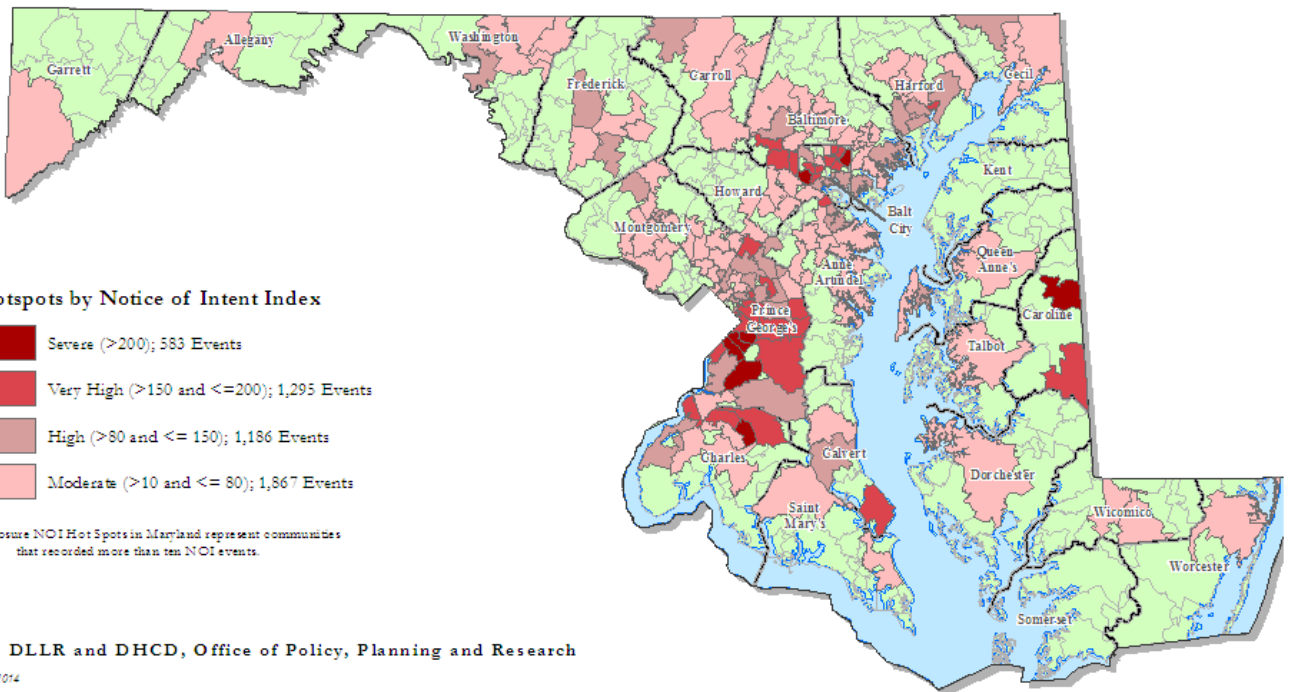 Garrett
Allegany
Washington
Frederick
Carroll
Baltimore
Harford
Cecil
Howard
Kent
Montgomery
Balt
City
Anne
Arundel
Queen
Anne's
Prince
George's
Caroline
Talbot
Charles
Calvert
Dorchester
Saint
Mary's
Wicomico
Worcester
Somerset
otspots by Notice of Intent Index
Severe (>200); 583 Events
Very High (>150 and <=200); 1,295 Events
High (>80 and <= 150); 1,186 Events
Moderate (>10 and <= 80); 1,867 Events
osure NOI Hot Spots in Maryland represent communities
that recorded more than ten NOI events.
DLLR and DHCD, Office of Policy, Planning and Research